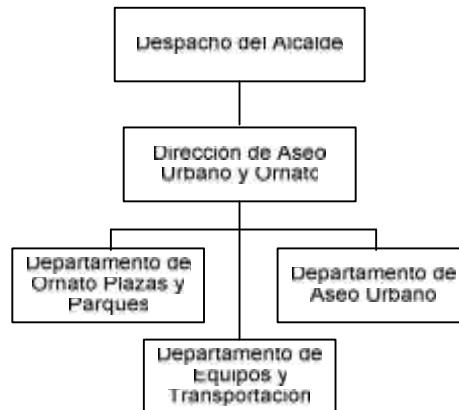 Despacho del Alcalde
Dirección de Aseo
Urbano y Ornato
Departamento de
Ornato Plazas y
Parques
Departamento de
Aseo Urbano
Departamento de
Equipos y
Transportación